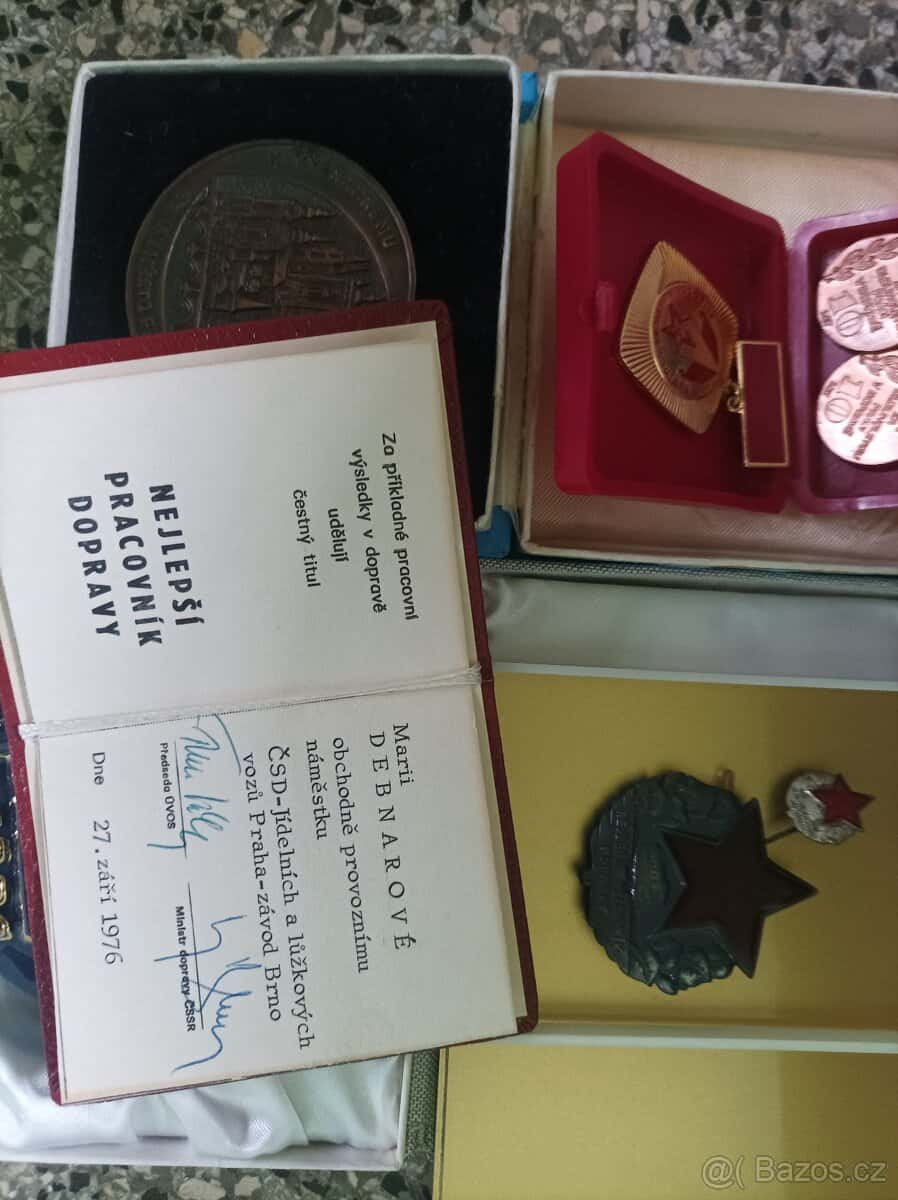 Za příkladné pracovní
výsledky v dopravě
udělují
čestný titul
NEJLEPŠÍ
PRACOVNÍK
DOPRAVY
Marii
DEBNAROVÉ
obchodně provoznímu
náměstku
ČSD-Jídelních a lůžkových
vozů Praha-závod Brno
Předseda OVOS
Ministr dopravy ČSSR
Dne 27. září 1976
@( Bazos.cz